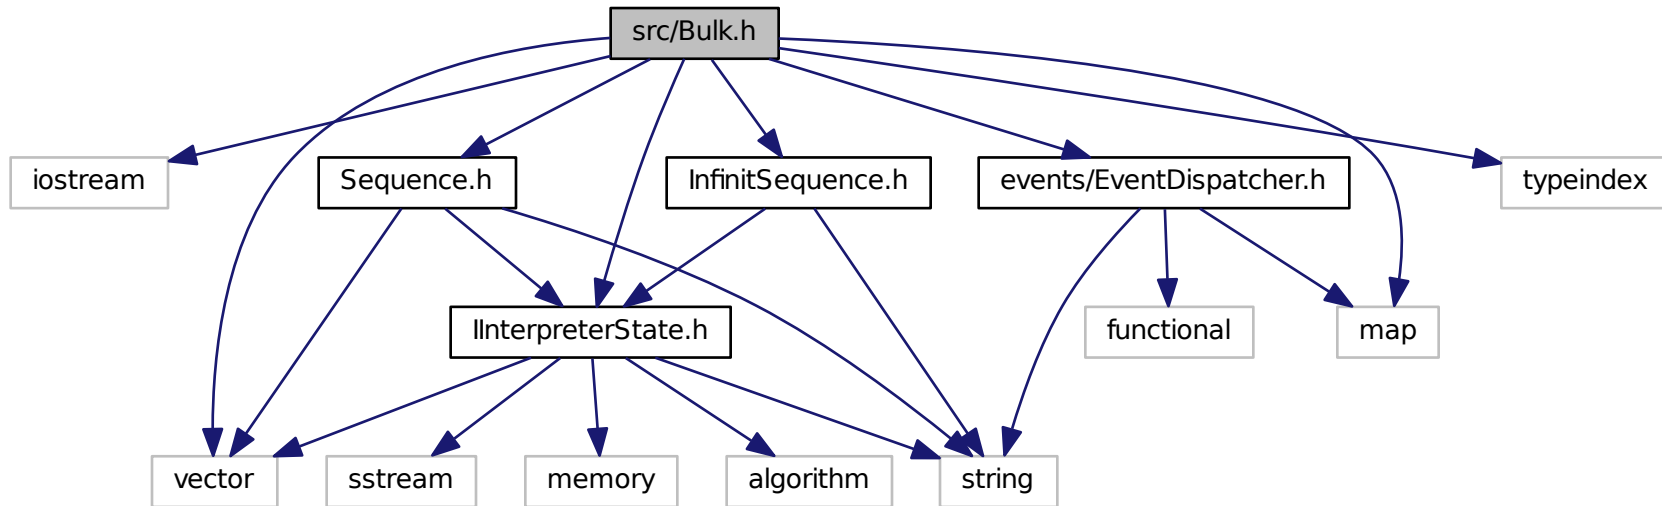 src/Bulk.h
iostream
Sequence.h
InfinitSequence.h
events/EventDispatcher.h
typeindex
IInterpreterState.h
functional
map
vector
sstream
memory
algorithm
string